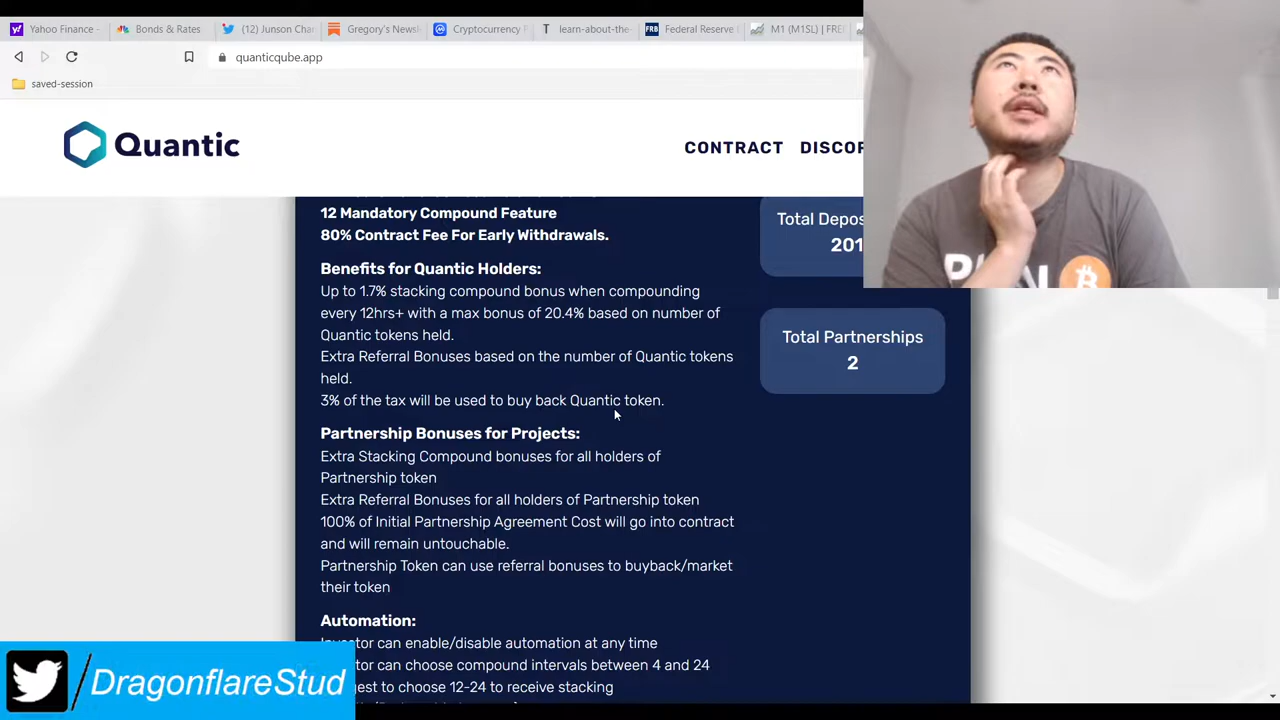 Yahoo Finance -
Bonds & Rates
(12) Junson Cha
Gregory's Newsl
Cryptocurrency P
learn-about-the-
Federal Reserve B
M1 (M1SL) | FRE
quanticqube.app
saved-session
Quantic
CONTRACT
12 Mandatory Compound Feature
80% Contract Fee For Early Withdrawals.
Benefits for Quantic Holders:
Up to 1.7% stacking compound bonus when compounding
every 12hrs+ with a max bonus of 20.4% based on number of
Quantic tokens held.
Extra Referral Bonuses based on the number of Quantic tokens
held.
3% of the tax will be used to buy back Quantic token.
Partnership Bonuses for Projects:
Extra Stacking Compound bonuses for all holders of
Partnership token
Extra Referral Bonuses for all holders of Partnership token
100% of Initial Partnership Agreement Cost will go into contract
and will remain untouchable.
Partnership Token can use referral bonuses to buyback/market
their token
Automation:
Investor can enable/disable automation at any time
tor can choose compound intervals between 4 and 24
gest to choose 12-24 to receive stacking
Total Depos
201
Total Partnerships
2
/DragonflareStud